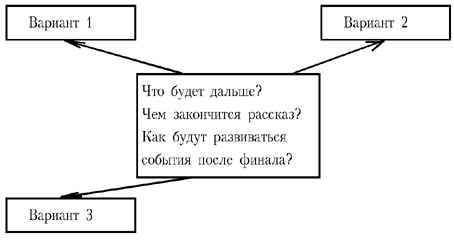 Вариант 1
Вариант 2
Что будет дальше?
Чем закончится рассказ?
Как будут развиваться
события после финала?
Вариант 3